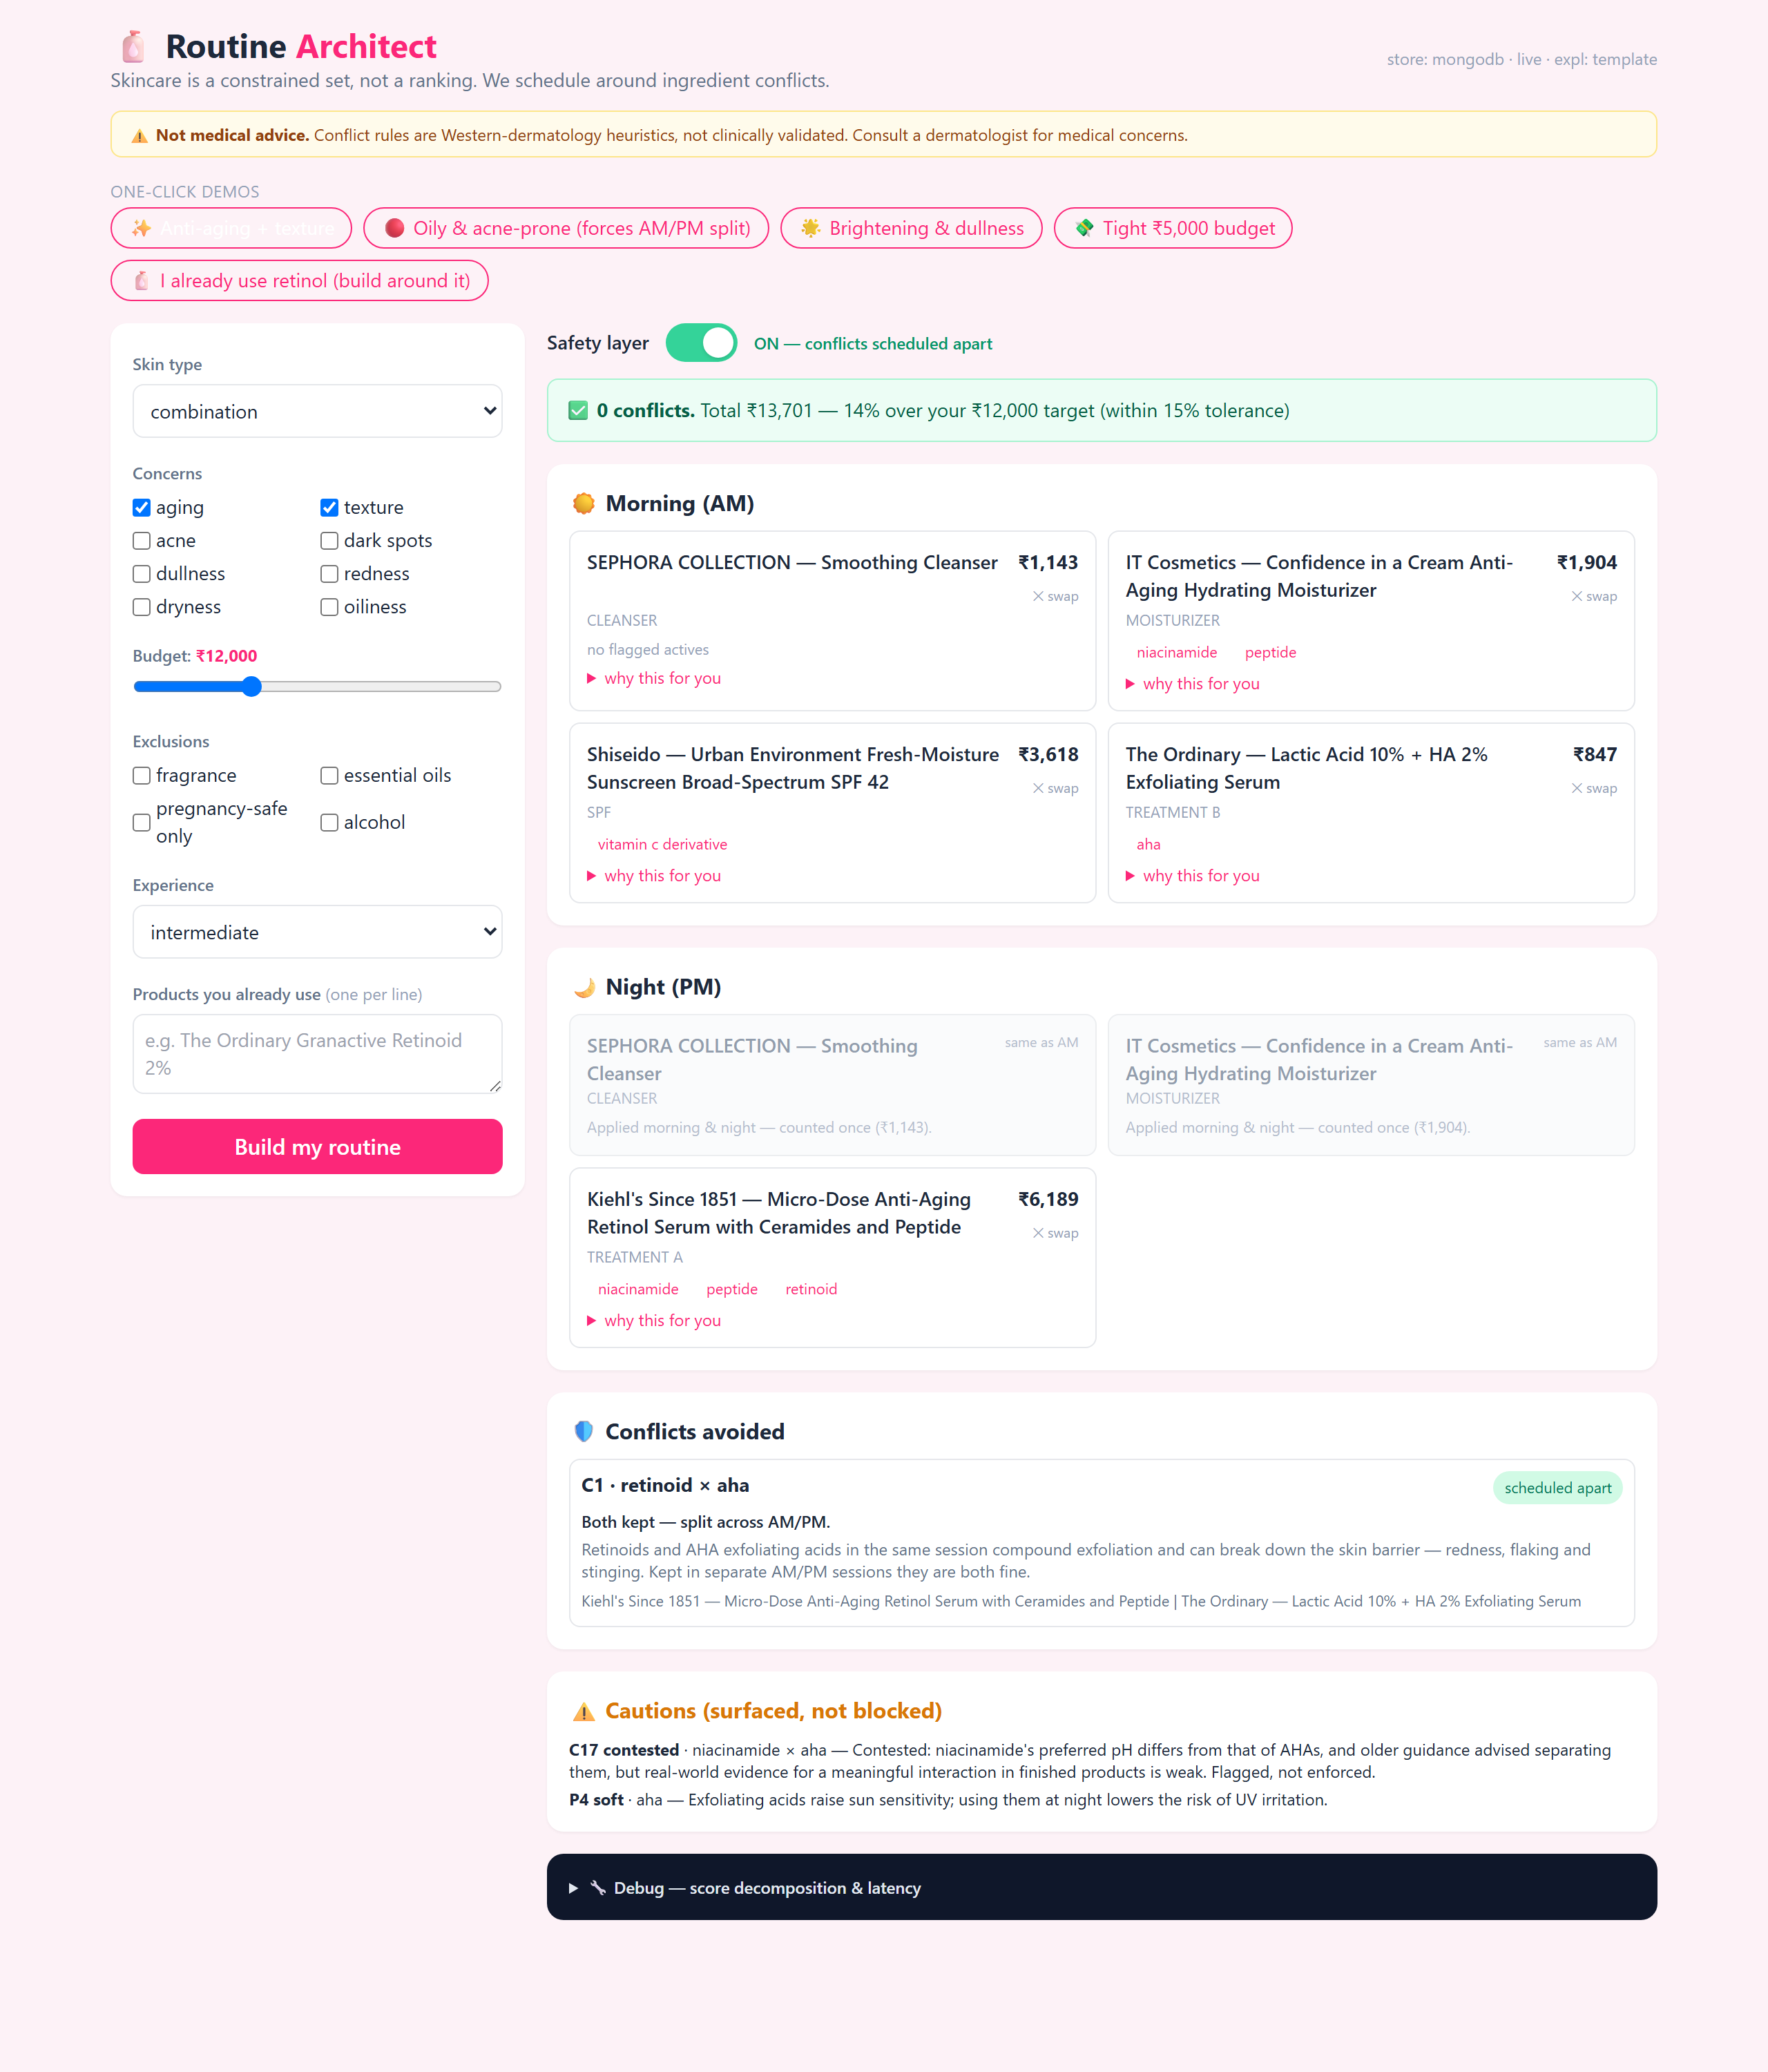 Routine Architect
Skincare is a constrained set, not a ranking. We schedule around ingredient conflicts.
store: mongodb · live · expl: template
Not medical advice. Conflict rules are Western-dermatology heuristics, not clinically validated. Consult a dermatologist for medical concerns.
ONE-CLICK DEMOS
Anti-aging + texture
Oily & acne-prone (forces AM/PM split)
Brightening & dullness
Tight ₹5,000 budget
I already use retinol (build around it)
Skin type
combination
Concerns
aging
texture
acne
dark spots
dullness
redness
dryness
oiliness
Budget: ₹12,000
Exclusions
fragrance
essential oils
pregnancy-safe
only
alcohol
Experience
intermediate
Products you already use (one per line)
e.g. The Ordinary Granactive Retinoid
2%
Build my routine
Safety layer
ON — conflicts scheduled apart
0 conflicts. Total ₹13,701 — 14% over your ₹12,000 target (within 15% tolerance)
Morning (AM)
SEPHORA COLLECTION — Smoothing Cleanser
₹1,143
× swap
CLEANSER
no flagged actives
why this for you
IT Cosmetics — Confidence in a Cream Anti-
Aging Hydrating Moisturizer
₹1,904
× swap
MOISTURIZER
niacinamide peptide
why this for you
Shiseido — Urban Environment Fresh-Moisture
Sunscreen Broad-Spectrum SPF 42
₹3,618
× swap
SPF
vitamin c derivative
why this for you
The Ordinary — Lactic Acid 10% + HA 2%
Exfoliating Serum
₹847
× swap
TREATMENT B
aha
why this for you
Night (PM)
SEPHORA COLLECTION — Smoothing
Cleanser
same as AM
CLEANSER
Applied morning & night — counted once (₹1,143).
IT Cosmetics — Confidence in a Cream Anti-
Aging Hydrating Moisturizer
same as AM
MOISTURIZER
Applied morning & night — counted once (₹1,904).
Kiehl's Since 1851 — Micro-Dose Anti-Aging
Retinol Serum with Ceramides and Peptide
₹6,189
× swap
TREATMENT A
niacinamide peptide retinoid
why this for you
Conflicts avoided
C1 · retinoid × aha
scheduled apart
Both kept — split across AM/PM.
Retinoids and AHA exfoliating acids in the same session compound exfoliation and can break down the skin barrier — redness, flaking and
stinging. Kept in separate AM/PM sessions they are both fine.
Kiehl's Since 1851 — Micro-Dose Anti-Aging Retinol Serum with Ceramides and Peptide | The Ordinary — Lactic Acid 10% + HA 2% Exfoliating Serum
Cautions (surfaced, not blocked)
C17 contested · niacinamide × aha — Contested: niacinamide's preferred pH differs from that of AHAs, and older guidance advised separating
them, but real-world evidence for a meaningful interaction in finished products is weak. Flagged, not enforced.
P4 soft · aha — Exfoliating acids raise sun sensitivity; using them at night lowers the risk of UV irritation.
Debug — score decomposition & latency